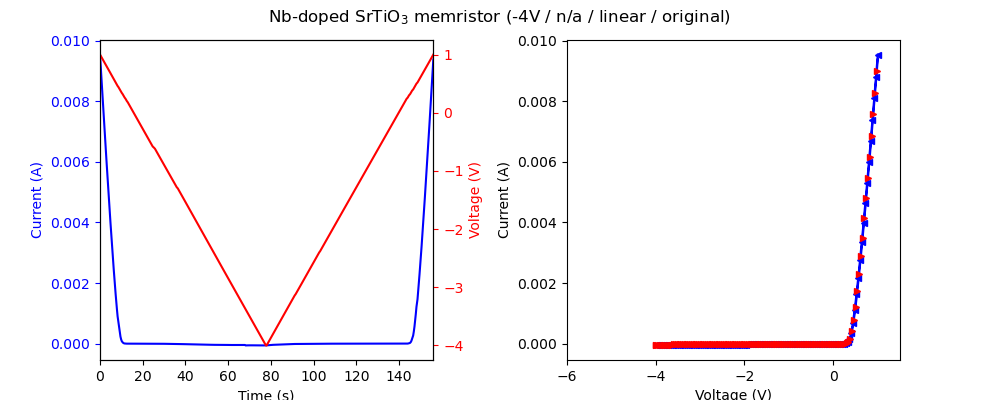 Nb-doped SrTiO₃ memristor (-4V / n/a / linear / original)
0.010
0.008
0.006
0.004
0.002
0.000
Current (A)
0 20 40 60 80 100 120 140
Time (s)
1
0
−1
−2
−3
−4
Voltage (V)
0.010
0.008
0.006
0.004
0.002
0.000
Current (A)
−6 −4 −2 0
Voltage (V)